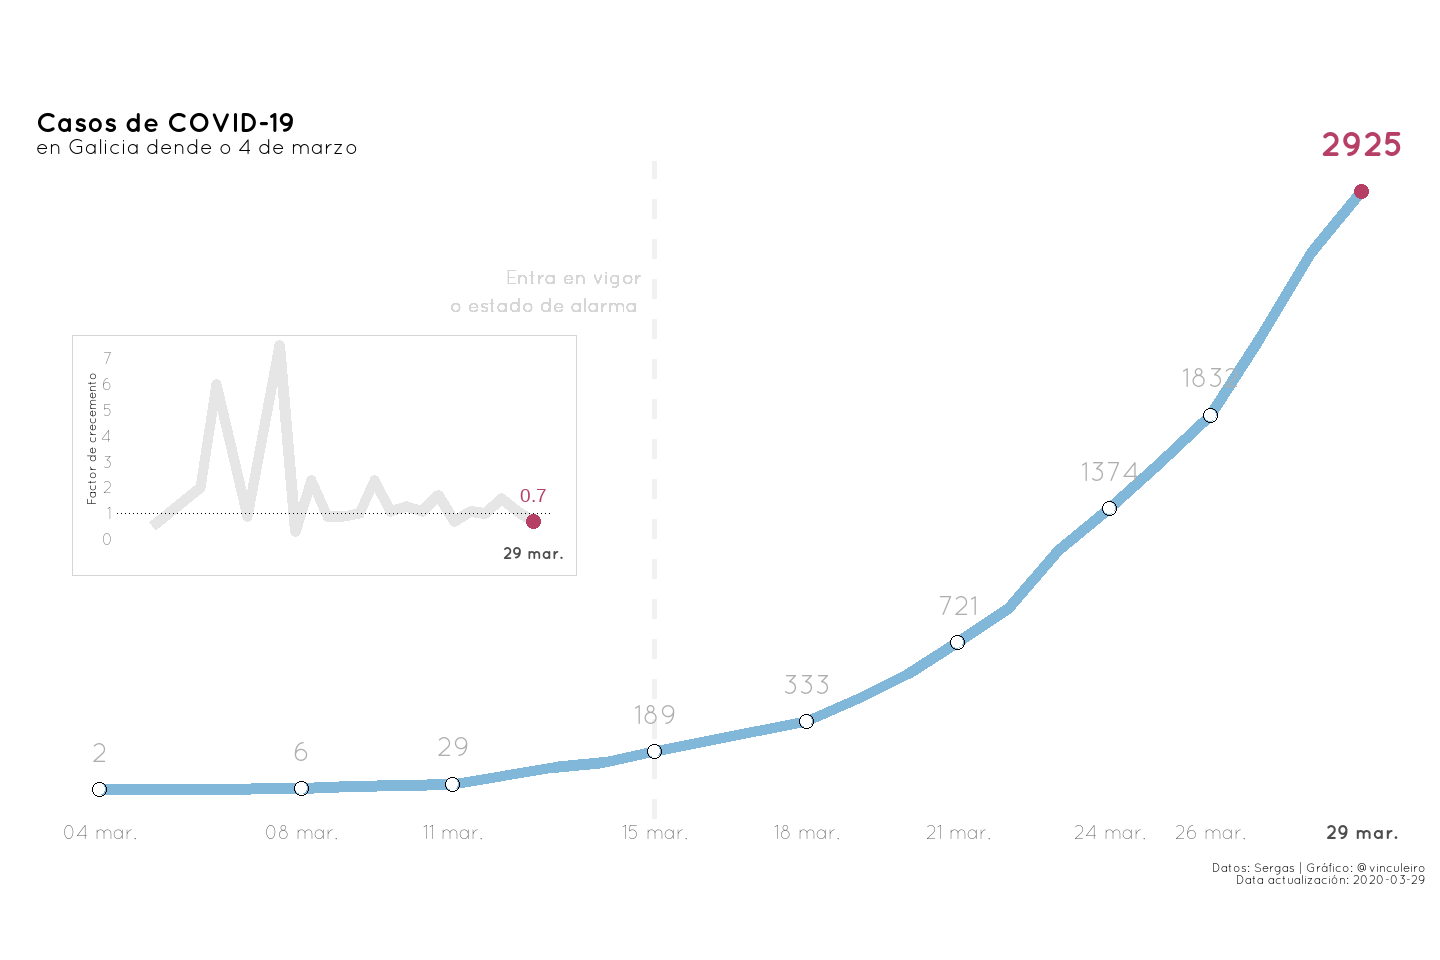 Casos de COVID-19
en Galicia dende o 4 de marzo
2925
Entra en vigor
o estado de alarma
Factor de crecemento
7
6
5
4
3
2
1
0
0.7
29 mar.
1832
1374
721
333
189
29
6
2
04 mar.
08 mar.
11 mar.
15 mar.
18 mar.
21 mar.
24 mar.
26 mar.
29 mar.
Datos: Sergas | Gráfico: @vinculeiro
Data actualización: 2020-03-29